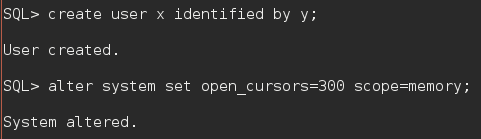 SQL> create user x identified by y;
User created.
SQL> alter system set open_cursors=300 scope=memory;
System altered.